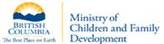 BRITISH
COLUMBIA
The Best Place on Earth
Ministry of
Children and Family
Development